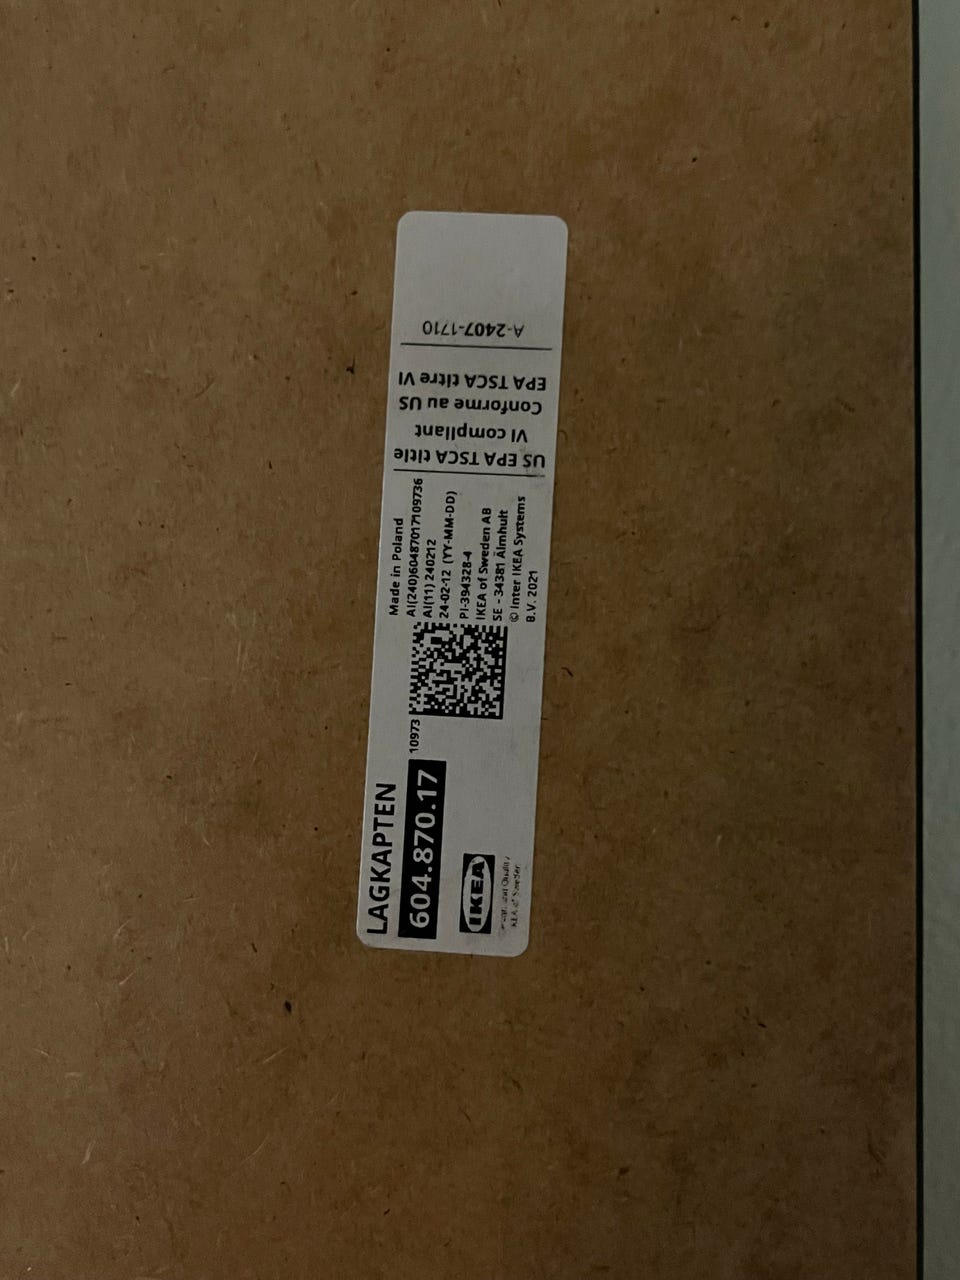 LAGKAPTEN
604.870.17
IKEA
10973
Made in Poland
AI(240)60487017109736
AI(11) 240212
24-02-12 (YY-MM-DD)
PI-394328-4
IKEA of Sweden AB
SE - 34381 Älmhult
© Inter IKEA Systems
B.V. 2021
US EPA TSCA title
VI compliant
Conforme au US
EPA TSCA titre VI
A-2407-1710